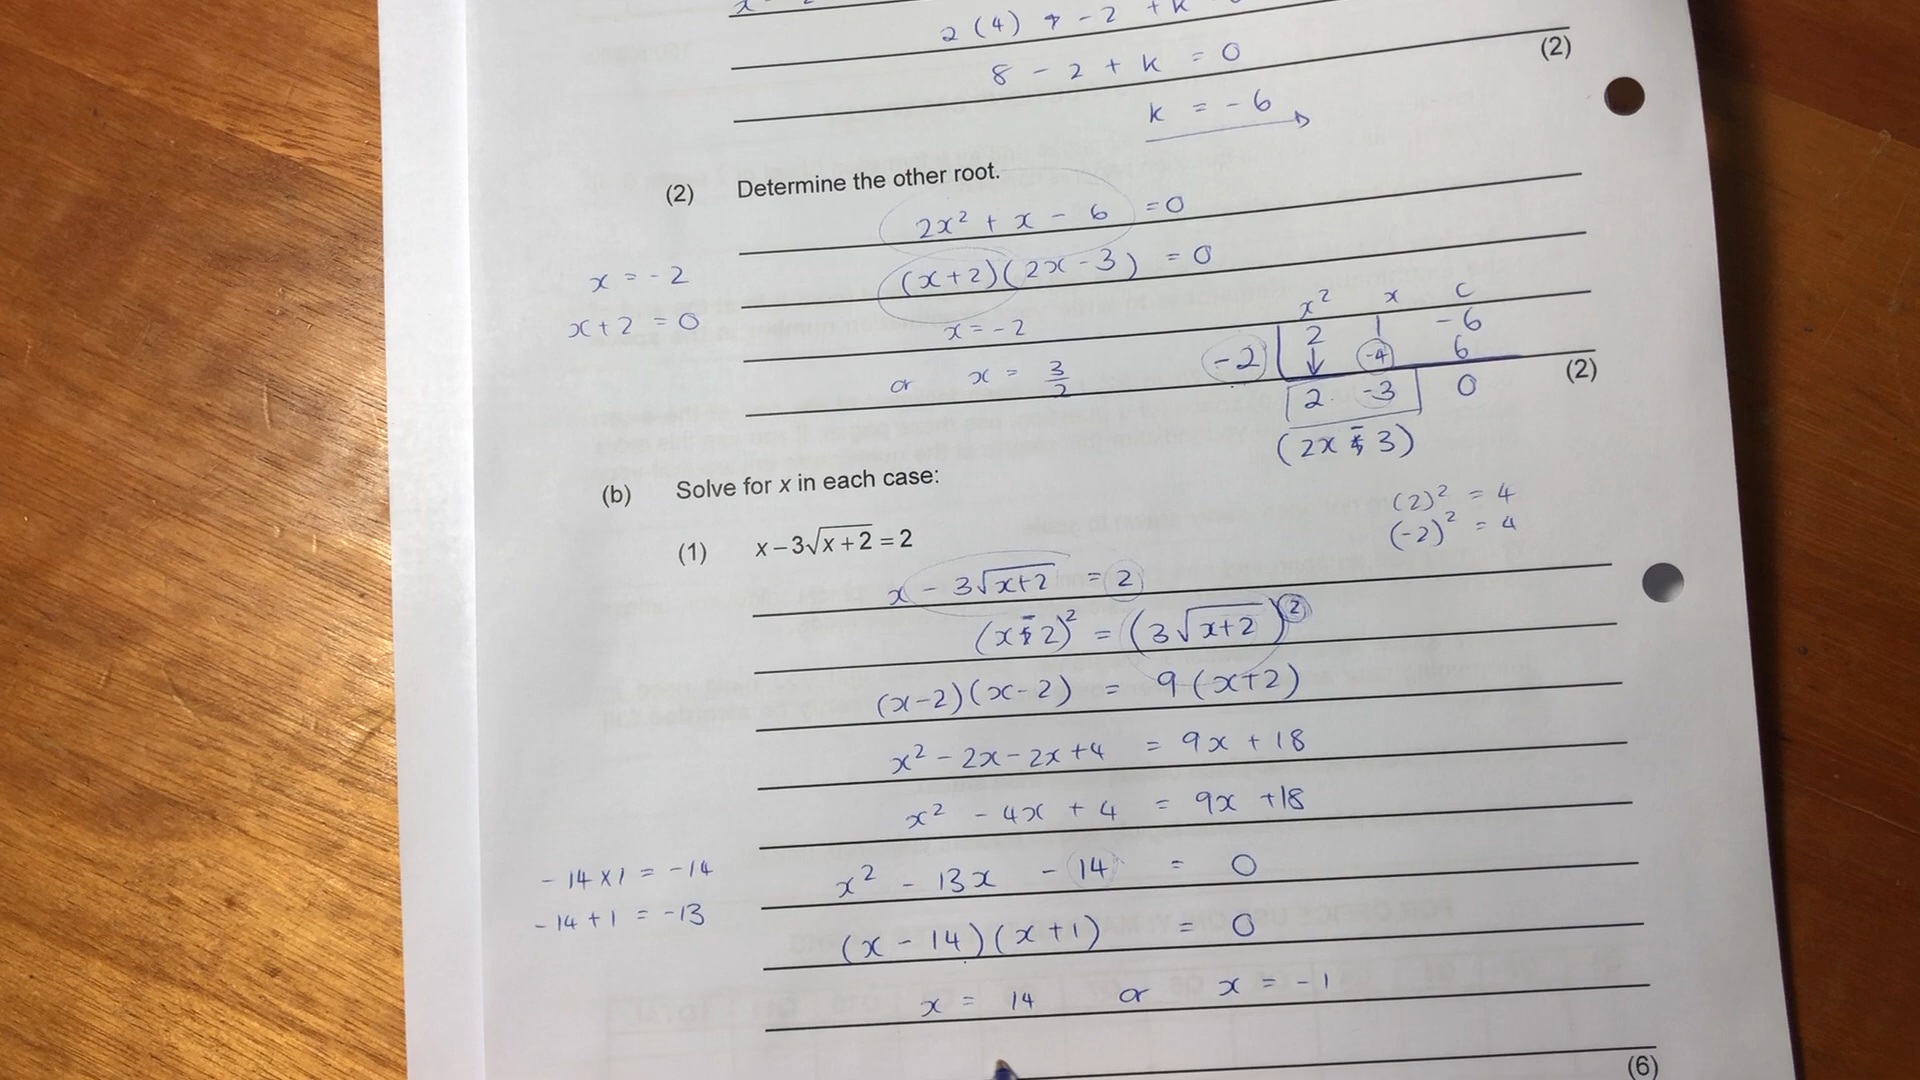 2 (4) + -2 + k
8 - 2 + k = 0
(2)
k = -6
(2) Determine the other root.
2x² + x - 6 = 0
x = -2
(x+2)(2x-3) = 0
x+2 = 0
x = -2
or x = 3/2
x² x c
2 1 -6
-2 ↓ -4 6
2 -3 0
(2)
(2x - 3)
(b) Solve for x in each case:
(2)² = 4
(-2)² = 4
(1) x – 3√x + 2 = 2
x - 3√x+2 = 2
(x - 2)² = (3√x+2)²
(x-2)(x-2) = 9(x+2)
x² - 2x - 2x + 4 = 9x + 18
x² - 4x + 4 = 9x +18
-14 x 1 = -14
x² - 13x - 14 = 0
-14 + 1 = -13
(x - 14)(x+1) = 0
x = 14 or x = -1
(6)